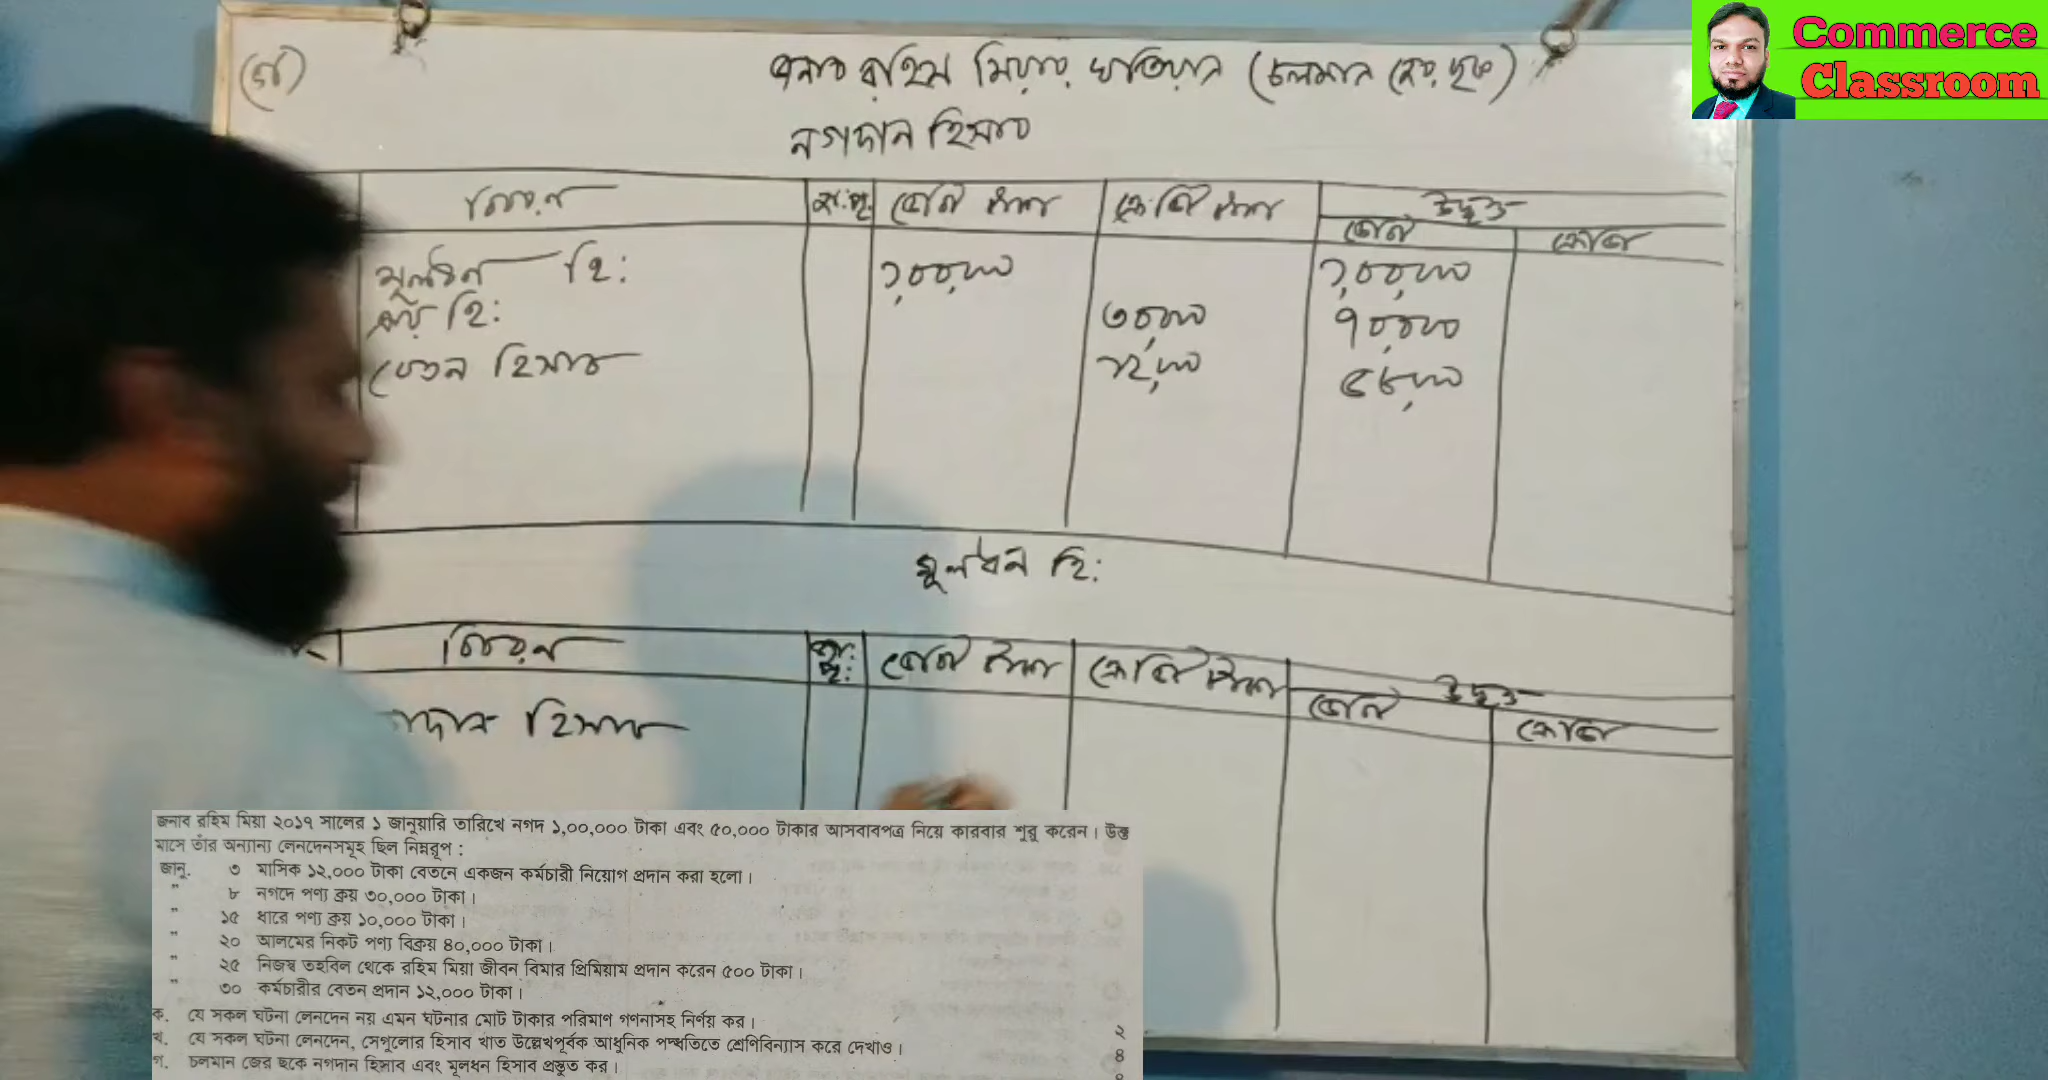 Commerce
Classroom
(গ)
জনাব রহিম মিয়ার খতিয়ান (চলমান জের ছক)
নগদান হিসাব
বিবরণ খ:পৃ: ডেবিট টাকা ক্রেডিট টাকা উদ্বৃত্ত
ডেবিট ক্রেডিট
মূলধন হি: ১,০০,০০০ ১,০০,০০০
ক্রয় হি: ৩০,০০০ ৭০,০০০
বেতন হিসাব ১২,০০০ ৫৮,০০০
মূলধন হি:
বিবরণ ডেবিট টাকা ক্রেডিট টাকা উদ্বৃত্ত
ডেবিট ক্রেডিট
হিসাব
জনাব রহিম মিয়া ২০১৭ সালের ১ জানুয়ারি তারিখে নগদ ১,০০,০০০ টাকা এবং ৫০,০০০ টাকার আসবাবপত্র নিয়ে কারবার শুরু করেন। উক্ত
মাসে তাঁর অন্যান্য লেনদেনসমূহ ছিল নিম্নরূপ :
জানু. ৩ মাসিক ১২,০০০ টাকা বেতনে একজন কর্মচারী নিয়োগ প্রদান করা হলো।
" ৮ নগদে পণ্য ক্রয় ৩০,০০০ টাকা।
" ১৫ ধারে পণ্য ক্রয় ১০,০০০ টাকা।
" ২০ আলমের নিকট পণ্য বিক্রয় ৪০,০০০ টাকা।
" ২৫ নিজস্ব তহবিল থেকে রহিম মিয়া জীবন বিমার প্রিমিয়াম প্রদান করেন ৫০০ টাকা।
" ৩০ কর্মচারীর বেতন প্রদান ১২,০০০ টাকা।
ক. যে সকল ঘটনা লেনদেন নয় এমন ঘটনার মোট টাকার পরিমাণ গণনাসহ নির্ণয় কর। ২
খ. যে সকল ঘটনা লেনদেন, সেগুলোর হিসাব খাত উল্লেখপূর্বক আধুনিক পদ্ধতিতে শ্রেণিবিন্যাস করে দেখাও। ৪
গ. চলমান জের ছকে নগদান হিসাব এবং মূলধন হিসাব প্রস্তুত কর।